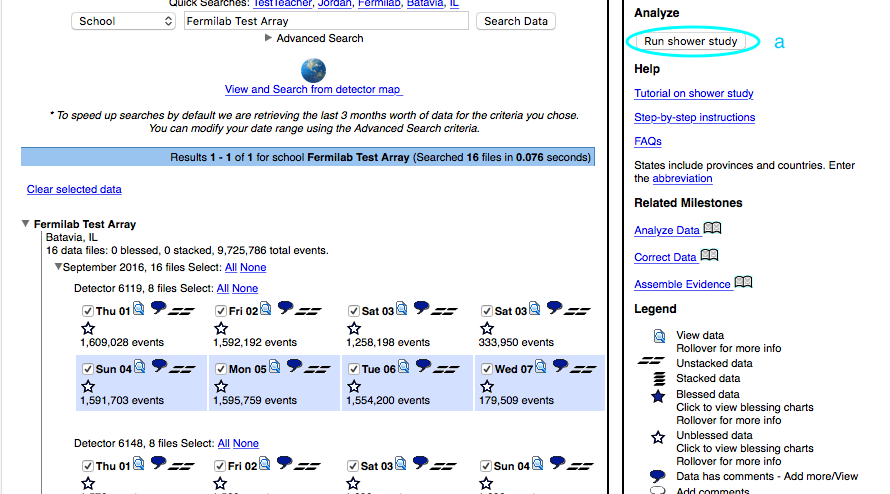 Quick Searches: TestTeacher, Jordan, Fermilab, Batavia, IL
School
Fermilab Test Array
Search Data
Advanced Search
View and Search from detector map
* To speed up searches by default we are retrieving the last 3 months worth of data for the criteria you chose.
You can modify your date range using the Advanced Search criteria.
Results 1 - 1 of 1 for school Fermilab Test Array (Searched 16 files in 0.076 seconds)
Clear selected data
Fermilab Test Array
Batavia, IL
16 data files: 0 blessed, 0 stacked, 9,725,786 total events.
September 2016, 16 files Select: All None
Detector 6119, 8 files Select: All None
Thu 01 Fri 02 Sat 03 Sat 03
1,609,028 events 1,592,192 events 1,258,198 events 333,950 events
Sun 04 Mon 05 Tue 06 Wed 07
1,591,703 events 1,595,759 events 1,554,200 events 179,509 events
Detector 6148, 8 files Select: All None
Thu 01 Fri 02 Sat 03 Sun 04
Analyze
Run shower study
a
Help
Tutorial on shower study
Step-by-step instructions
FAQs
States include provinces and countries. Enter
the abbreviation
Related Milestones
Analyze Data
Correct Data
Assemble Evidence
Legend
View data
Rollover for more info
Unstacked data
Stacked data
Blessed data
Click to view blessing charts
Rollover for more info
Unblessed data
Click to view blessing charts
Rollover for more info
Data has comments - Add more/View
Add comments